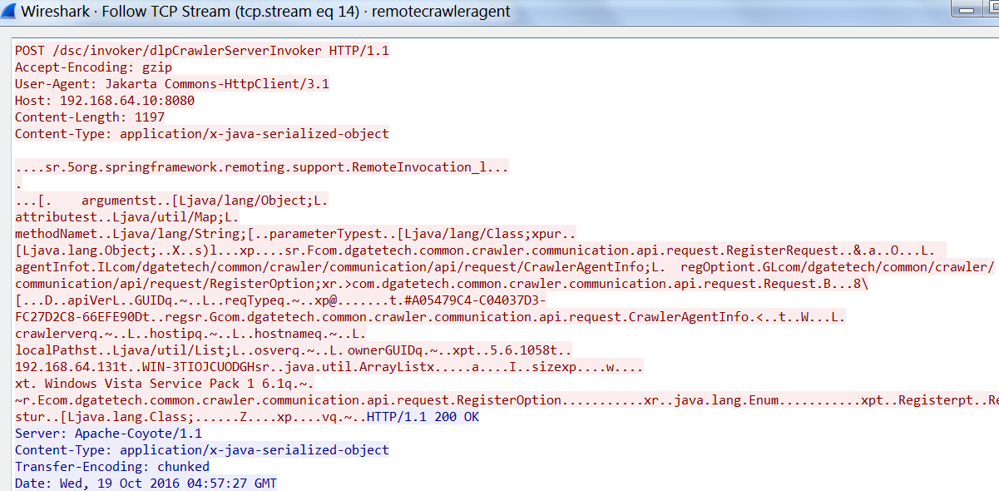 Wireshark · Follow TCP Stream (tcp.stream eq 14) · remotecrawleragent
POST /dsc/invoker/dlpCrawlerServerInvoker HTTP/1.1
Accept-Encoding: gzip
User-Agent: Jakarta Commons-HttpClient/3.1
Host: 192.168.64.10:8080
Content-Length: 1197
Content-Type: application/x-java-serialized-object
....sr.5org.springframework.remoting.support.RemoteInvocation_l...
.
...[.    argumentst..[Ljava/lang/Object;L.
attributest..Ljava/util/Map;L.
methodNamet..Ljava/lang/String;[..parameterTypest..[Ljava/lang/Class;xpur..
[Ljava.lang.Object;..X..s)l...xp....sr.Fcom.dgatetech.common.crawler.communication.api.request.RegisterRequest..&.a..O...L.
agentInfot.ILcom/dgatetech/common/crawler/communication/api/request/CrawlerAgentInfo;L.  regOptiont.GLcom/dgatetech/common/crawler/
communication/api/request/RegisterOption;xr.>com.dgatetech.common.crawler.communication.api.request.Request.B...8\
[...D..apiVerL..GUIDq.~..L..reqTypeq.~..xp@.......t.#A05479C4-C04037D3-
FC27D2C8-66EFE90Dt..regsr.Gcom.dgatetech.common.crawler.communication.api.request.CrawlerAgentInfo.<..t..W...L.
crawlerverq.~..L..hostipq.~..L..hostnameq.~..L.
localPathst..Ljava/util/List;L..osverq.~..L. ownerGUIDq.~..xpt..5.6.1058t..
192.168.64.131t..WIN-3TIOJCUODGHsr..java.util.ArrayListx.....a....I..sizexp....w....
xt. Windows Vista Service Pack 1 6.1q.~.
~r.Ecom.dgatetech.common.crawler.communication.api.request.RegisterOption...........xr..java.lang.Enum...........xpt..Registerpt..Re
stur..[Ljava.lang.Class;......Z....xp....vq.~..HTTP/1.1 200 OK
Server: Apache-Coyote/1.1
Content-Type: application/x-java-serialized-object
Transfer-Encoding: chunked
Date: Wed, 19 Oct 2016 04:57:27 GMT